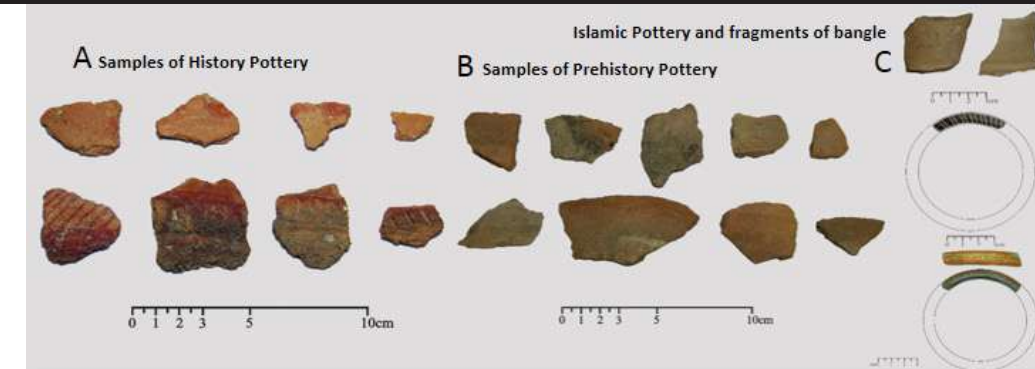 Islamic Pottery and fragments of bangle
A Samples of History Pottery
B Samples of Prehistory Pottery
C
0 1 2 3 5 10cm
0 1 2 3 5 10cm